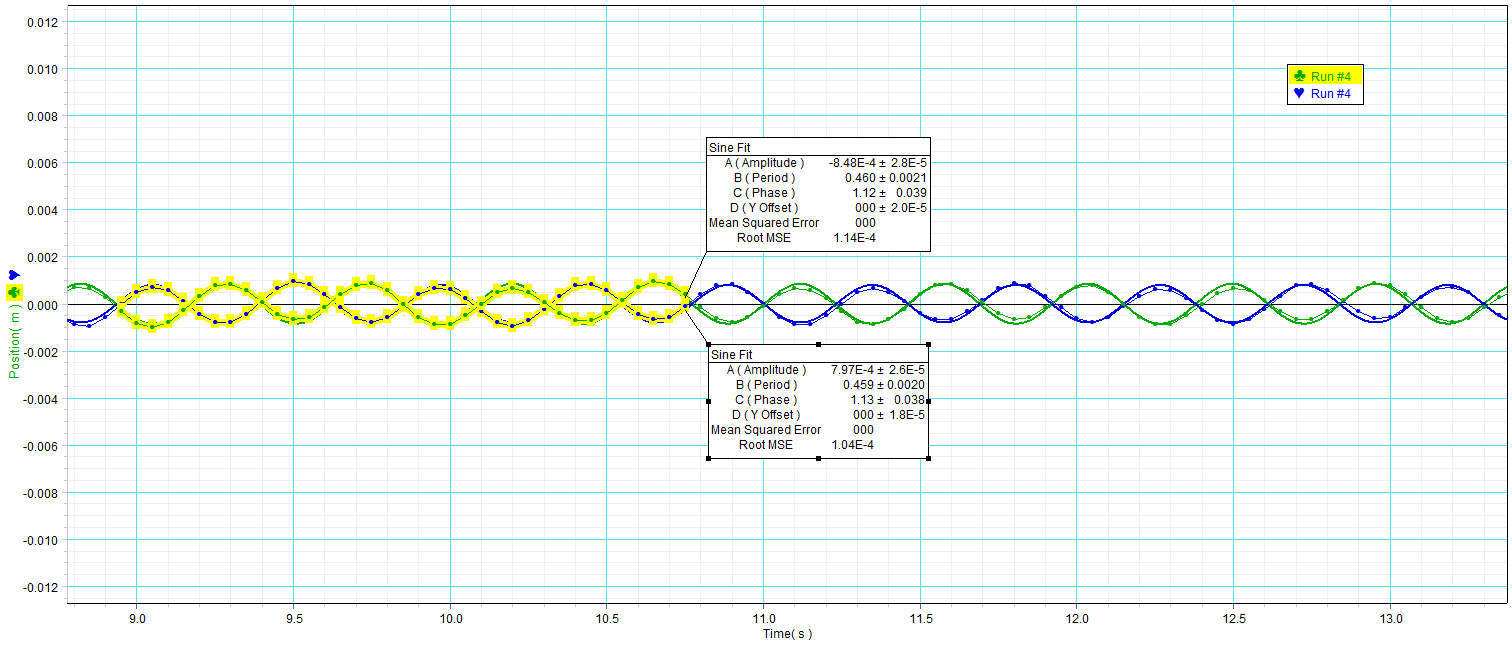 0.012
0.010
0.008
0.006
0.004
0.002
0.000
-0.002
-0.004
-0.006
-0.008
-0.010
-0.012
Position( m )
♣ Run #4
♥ Run #4
Sine Fit
A ( Amplitude ) -8.48E-4 ± 2.8E-5
B ( Period ) 0.460 ± 0.0021
C ( Phase ) 1.12 ± 0.039
D ( Y Offset ) 000 ± 2.0E-5
Mean Squared Error 000
Root MSE 1.14E-4
Sine Fit
A ( Amplitude ) 7.97E-4 ± 2.6E-5
B ( Period ) 0.459 ± 0.0020
C ( Phase ) 1.13 ± 0.038
D ( Y Offset ) 000 ± 1.8E-5
Mean Squared Error 000
Root MSE 1.04E-4
9.0 9.5 10.0 10.5 11.0 11.5 12.0 12.5 13.0
Time( s )